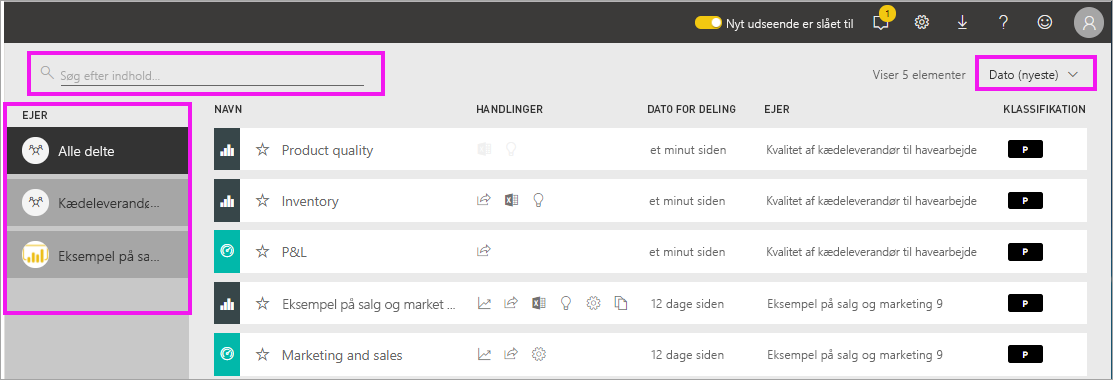 Nyt udseende er slået til
1
Søg efter indhold...
Viser 5 elementer
Dato (nyeste)
EJER
Alle delte
Kædeleverandø...
Eksempel på sa...
NAVN HANDLINGER DATO FOR DELING EJER KLASSIFIKATION
Product quality et minut siden Kvalitet af kædeleverandør til havearbejde P
Inventory et minut siden Kvalitet af kædeleverandør til havearbejde P
P&L et minut siden Kvalitet af kædeleverandør til havearbejde P
Eksempel på salg og market ... 12 dage siden Eksempel på salg og marketing 9 P
Marketing and sales 12 dage siden Eksempel på salg og marketing 9 P